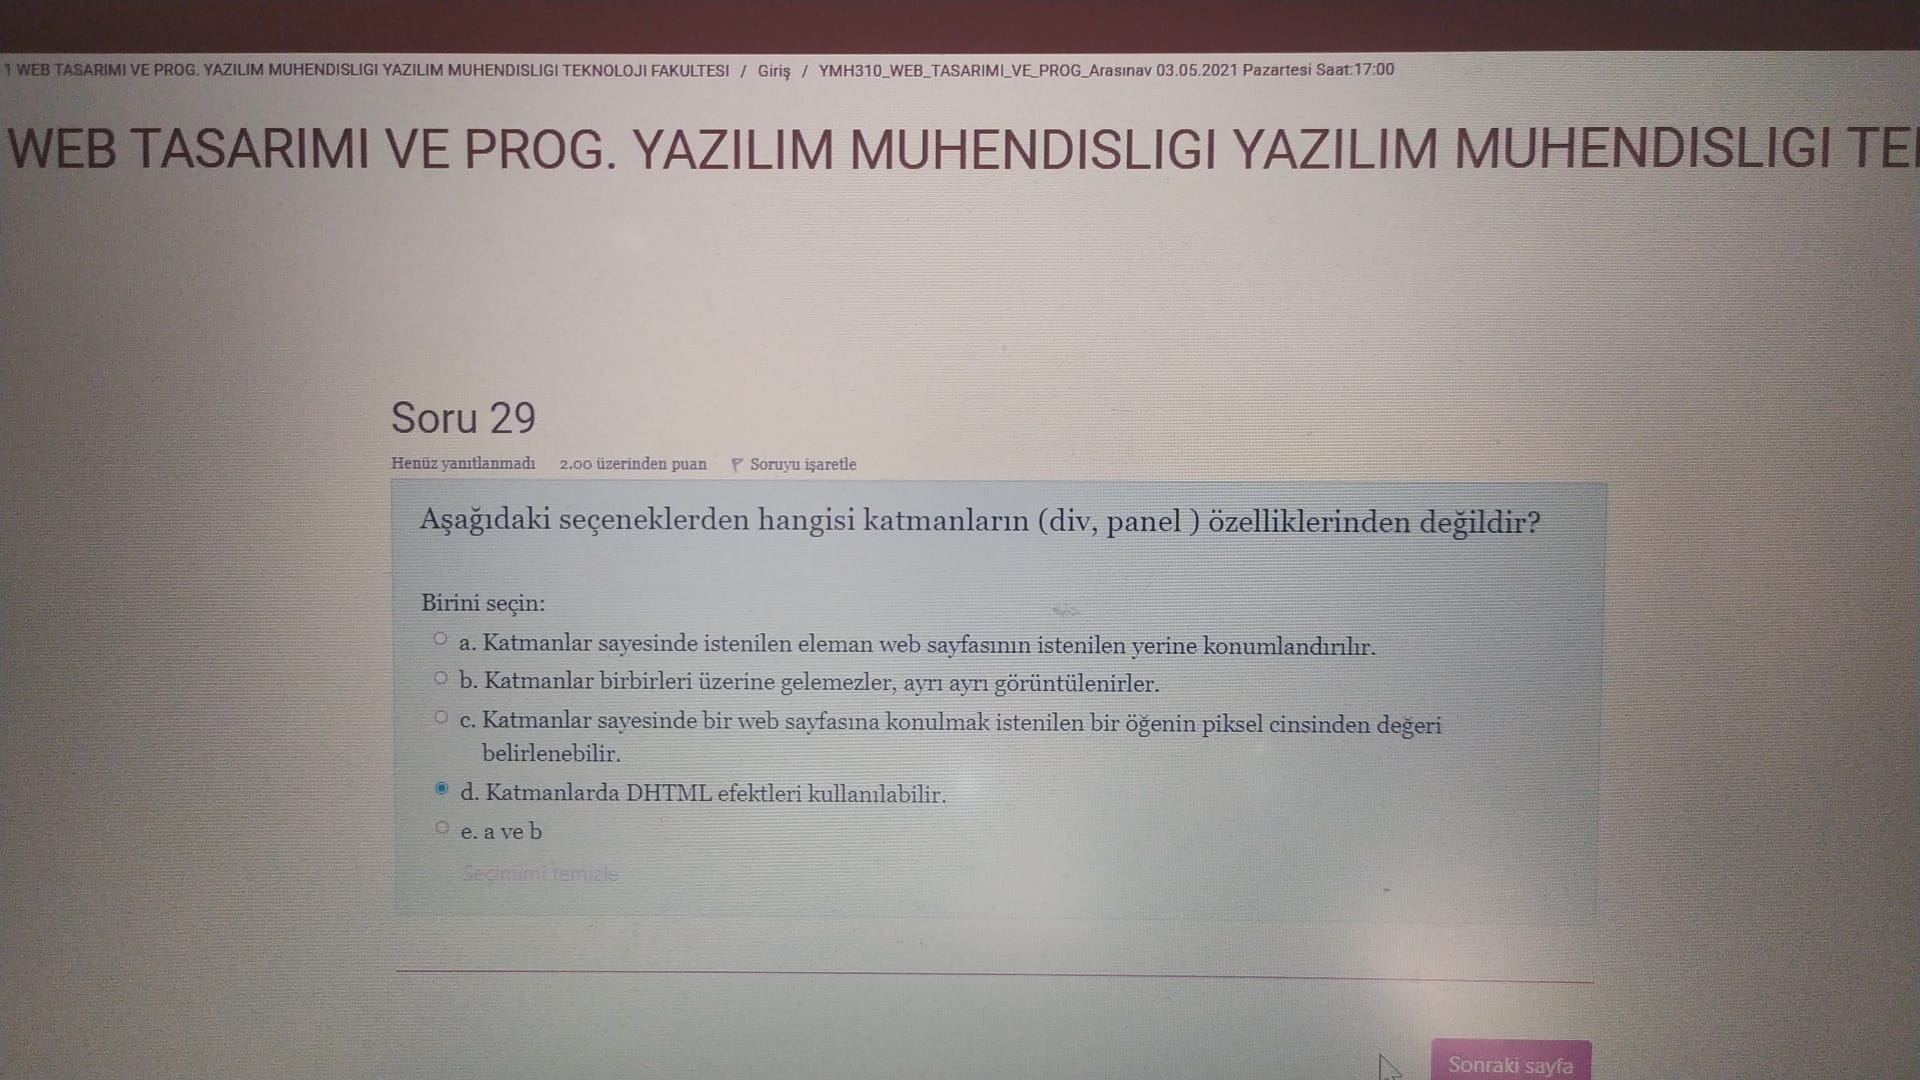 1 WEB TASARIMI VE PROG. YAZILIM MUHENDISLIGI YAZILIM MUHENDISLIGI TEKNOLOJI FAKULTESI / Giriş / YMH310_WEB_TASARIMI_VE_PROG_Arasınav 03.05.2021 Pazartesi Saat:17:00
WEB TASARIMI VE PROG. YAZILIM MUHENDISLIGI YAZILIM MUHENDISLIGI TE
Soru 29
Henüz yanıtlanmadı 2.00 üzerinden puan Soruyu işaretle
Aşağıdaki seçeneklerden hangisi katmanların (div, panel ) özelliklerinden değildir?
Birini seçin:
a. Katmanlar sayesinde istenilen eleman web sayfasının istenilen yerine konumlandırılır.
b. Katmanlar birbirleri üzerine gelemezler, ayrı ayrı görüntülenirler.
c. Katmanlar sayesinde bir web sayfasına konulmak istenilen bir öğenin piksel cinsinden değeri
belirlenebilir.
d. Katmanlarda DHTML efektleri kullanılabilir.
e. a ve b
Seçimimi temizle
Sonraki sayfa